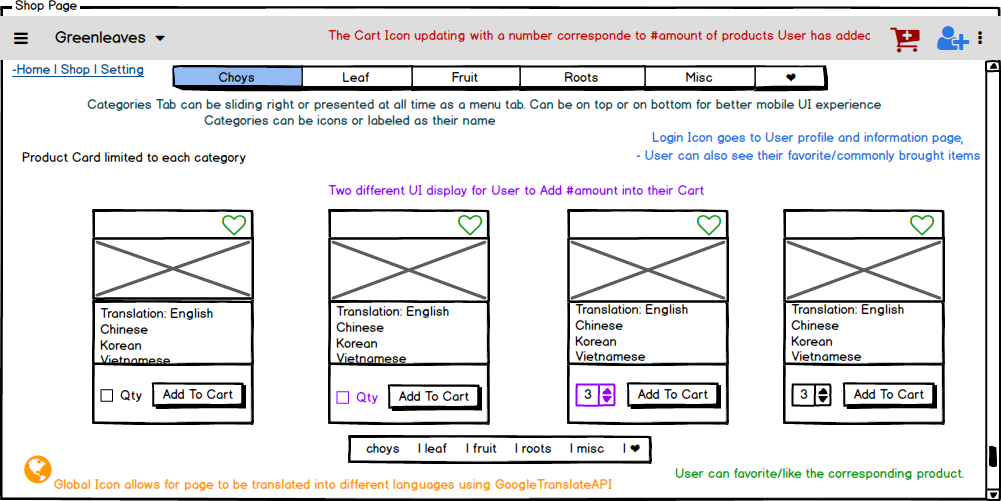 Shop Page
Greenleaves
The Cart Icon updating with a number corresponde to #amount of products User has added
-Home | Shop | Setting
Choys Leaf Fruit Roots Misc ❤
Categories Tab can be sliding right or presented at all time as a menu tab. Can be on top or on bottom for better mobile UI experience
Categories can be icons or labeled as their name
Login Icon goes to User profile and information page,
- User can also see their favorite/commonly brought items
Product Card limited to each category
Two different UI display for User to Add #amount into their Cart
Translation: English
Chinese
Korean
Vietnamese
Qty Add To Cart
Translation: English
Chinese
Korean
Vietnamese
Qty Add To Cart
Translation: English
Chinese
Korean
Vietnamese
3 Add To Cart
Translation: English
Chinese
Korean
Vietnamese
3 Add To Cart
choys | leaf | fruit | roots | misc | ❤
Global Icon allows for page to be translated into different languages using GoogleTranslateAPI
User can favorite/like the corresponding product.